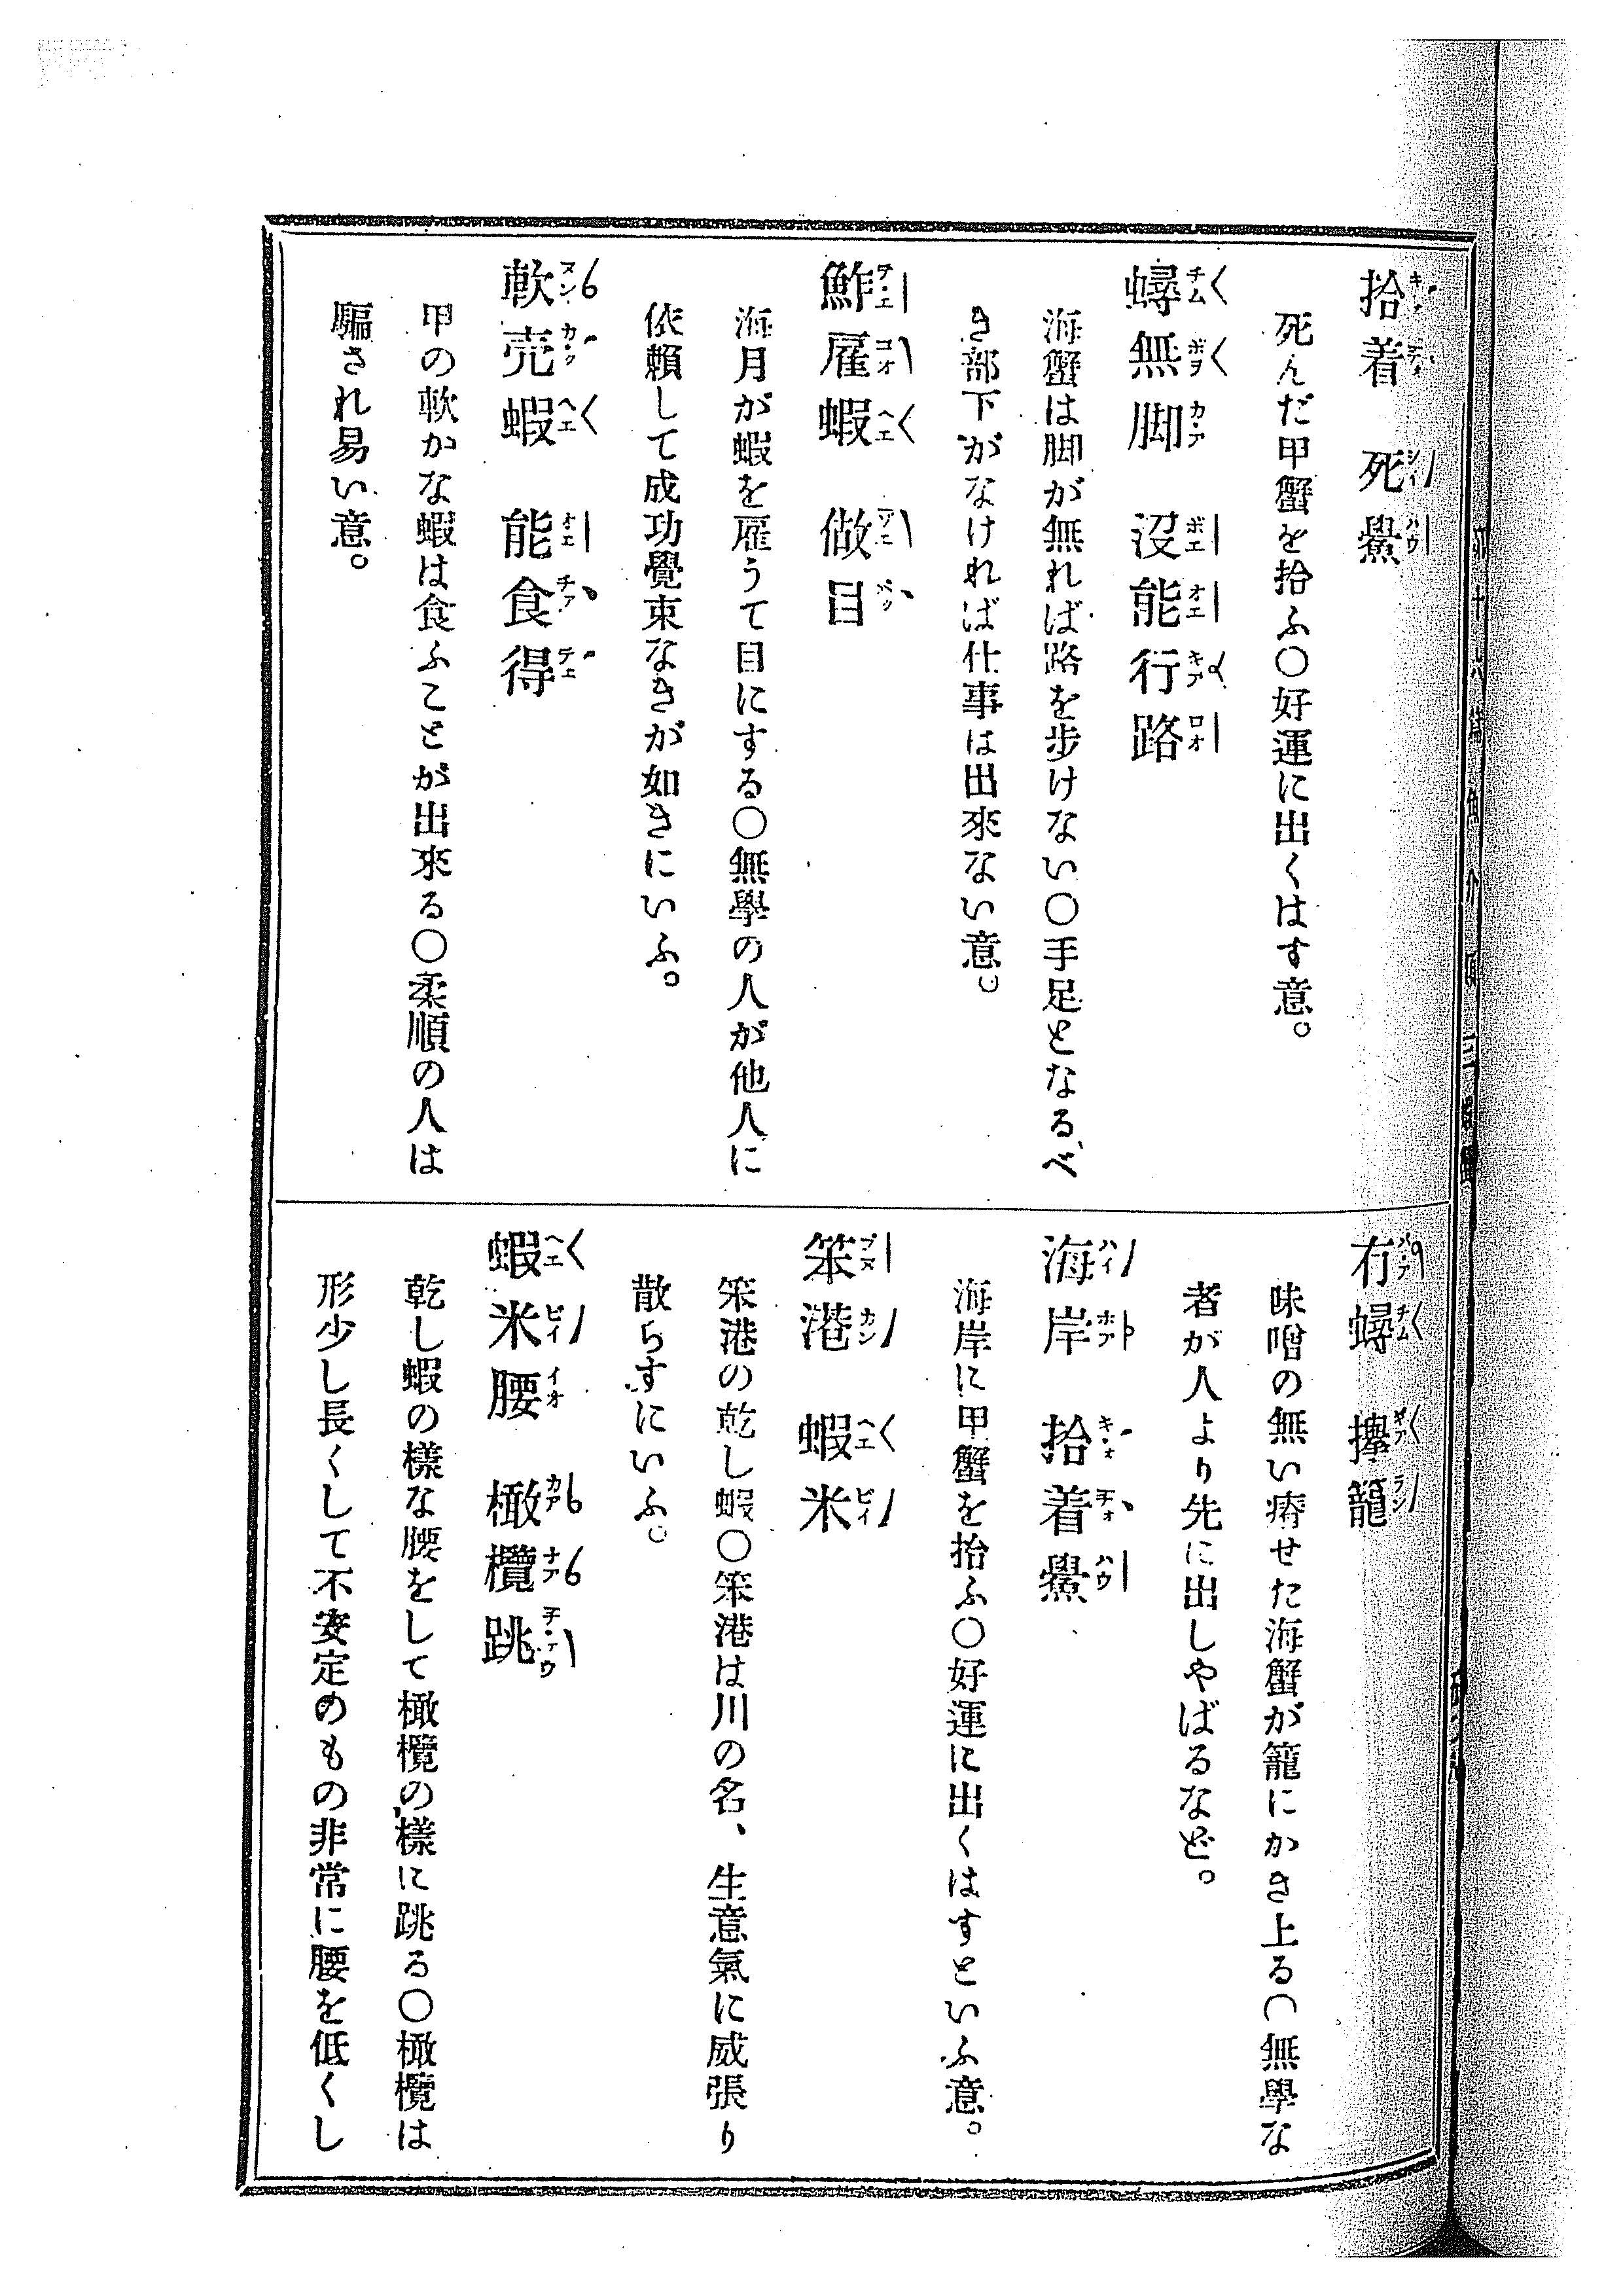 拾着 死鱟
死んだ甲蟹を拾ふ〇好運に出くはす意。
蟳無脚 沒能行路
海蟹は脚が無れば路を步けない〇手足となるべ
き部下がなければ仕事は出來ない意。
鮓雇蝦 做目
海月が蝦を雇うて目にする〇無學の人が他人に
依賴して成功覺束なきが如きにいふ。
軟売蝦 能食得
甲の軟かな蝦は食ふことが出來る〇柔順の人は
騙され易い意。
冇蟳 擧籠
味噌の無い瘠せた海蟹が籠にかき上る〇無學な
者が人より先に出しやばるなど。
海岸 拾着鱟
海岸に甲蟹を拾ふ〇好運に出くはすといふ意。
笨港 蝦米
笨港の乾し蝦〇笨港は川の名、生意氣に威張り
散らすにいふ。
蝦米腰 橄欖跳
乾し蝦の樣な腰をして橄欖の樣に跳る〇橄欖は
形少し長くして不安定のもの非常に腰を低くし